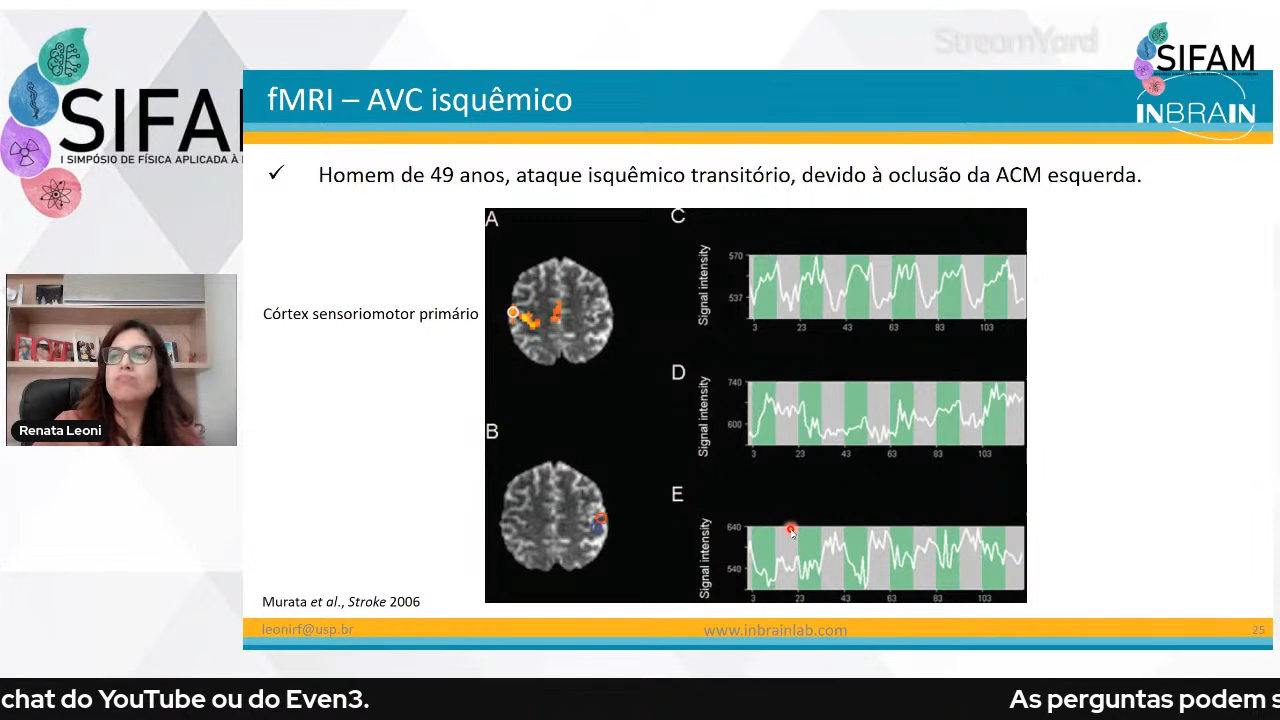 StreamYard
SIFAM
SIFA
I SIMPÓSIO DE FÍSICA APLICADA À
fMRI – AVC isquêmico
INBRAIN
✓ Homem de 49 anos, ataque isquêmico transitório, devido à oclusão da ACM esquerda.
A
C
Signal intensity
570
537
3 23 43 63 83 103
Córtex sensoriomotor primário
D
Signal intensity
740
600
3 23 43 63 83 103
B
E
Signal intensity
640
540
3 23 43 63 83 103
Renata Leoni
Murata et al., Stroke 2006
leonirf@usp.br
www.inbrainlab.com
25
chat do YouTube ou do Even3.
As perguntas podem s